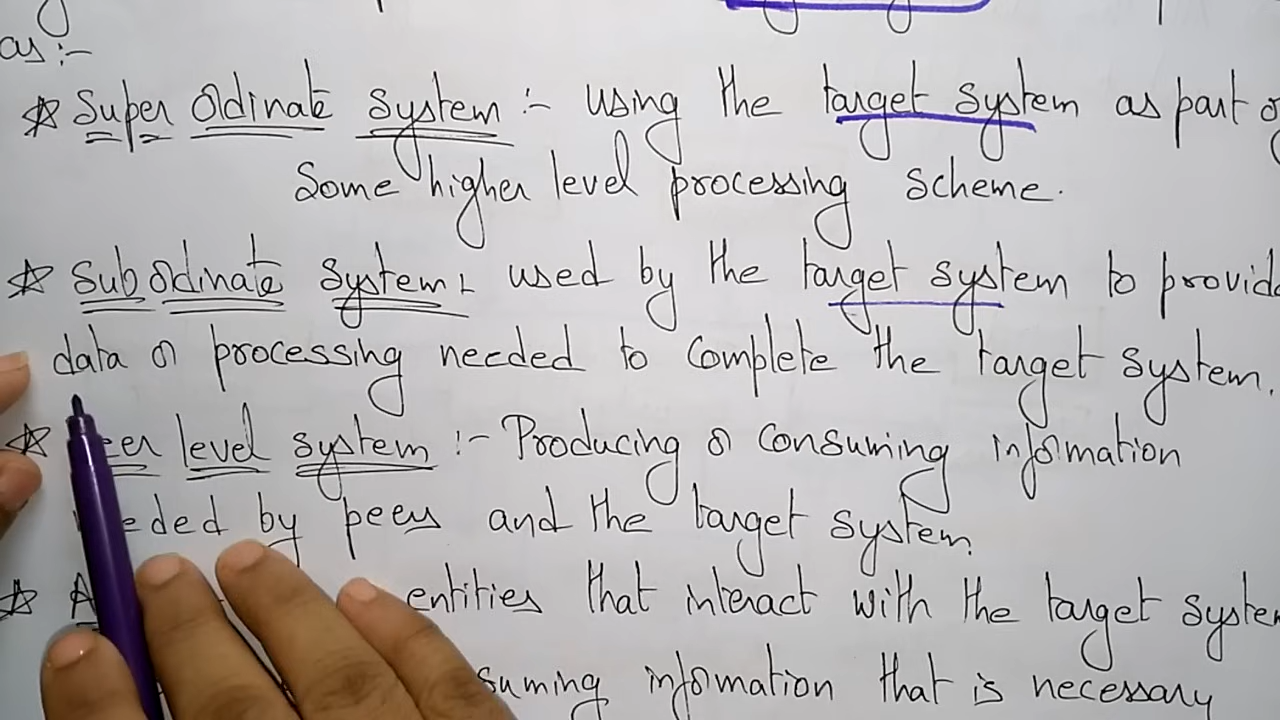 as :-
☆ Super Ordinate system :- using the target system as part of
Some higher level processing scheme.
☆ Sub ordinate system :- used by the target system to provide
data or processing needed to complete the target system.
☆ level system :- Producing or consuming information
by peers and the target system.
☆ entities that interact with the target system
information that is necessary